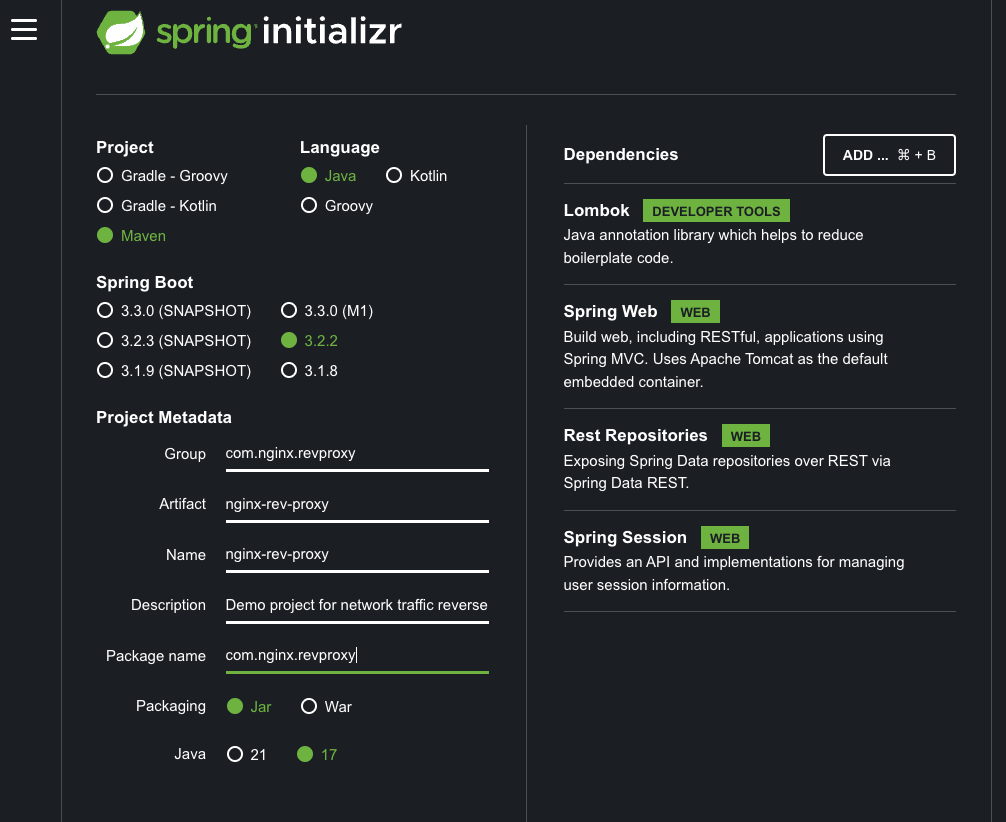 spring initializr
Project
Gradle - Groovy
Gradle - Kotlin
Maven
Language
Java Kotlin
Groovy
Spring Boot
3.3.0 (SNAPSHOT) 3.3.0 (M1)
3.2.3 (SNAPSHOT) 3.2.2
3.1.9 (SNAPSHOT) 3.1.8
Project Metadata
Group com.nginx.revproxy
Artifact nginx-rev-proxy
Name nginx-rev-proxy
Description Demo project for network traffic reverse
Package name com.nginx.revproxy
Packaging Jar War
Java 21 17
Dependencies ADD ... ⌘ + B
Lombok DEVELOPER TOOLS
Java annotation library which helps to reduce
boilerplate code.
Spring Web WEB
Build web, including RESTful, applications using
Spring MVC. Uses Apache Tomcat as the default
embedded container.
Rest Repositories WEB
Exposing Spring Data repositories over REST via
Spring Data REST.
Spring Session WEB
Provides an API and implementations for managing
user session information.